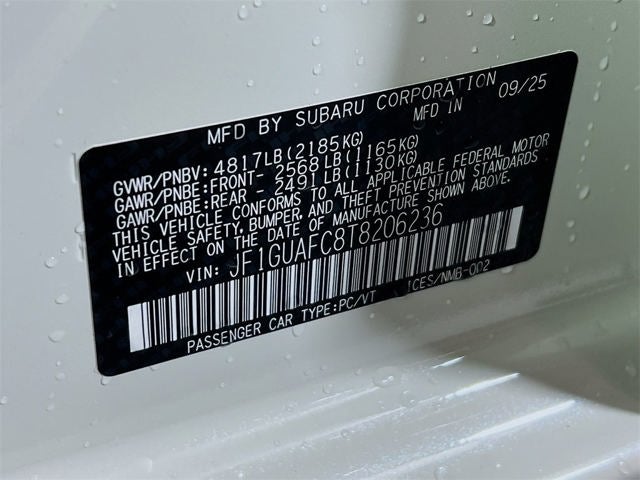 MFD BY SUBARU CORPORATION 09/25
MFD IN
GVWR/PNBV: 4817LB(2185KG)
GAWR/PNBE:FRONT- 2568LB(1165KG)
GAWR/PNBE:REAR - 2491LB(1130KG)
THIS VEHICLE CONFORMS TO ALL APPLICABLE FEDERAL MOTOR
VEHICLE SAFETY, BUMPER, AND THEFT PREVENTION STANDARDS
IN EFFECT ON THE DATE OF MANUFACTURE SHOWN ABOVE.
VIN: JF1GUAFC8T8206236
PASSENGER CAR TYPE:PC/VT ICES/NMB-002